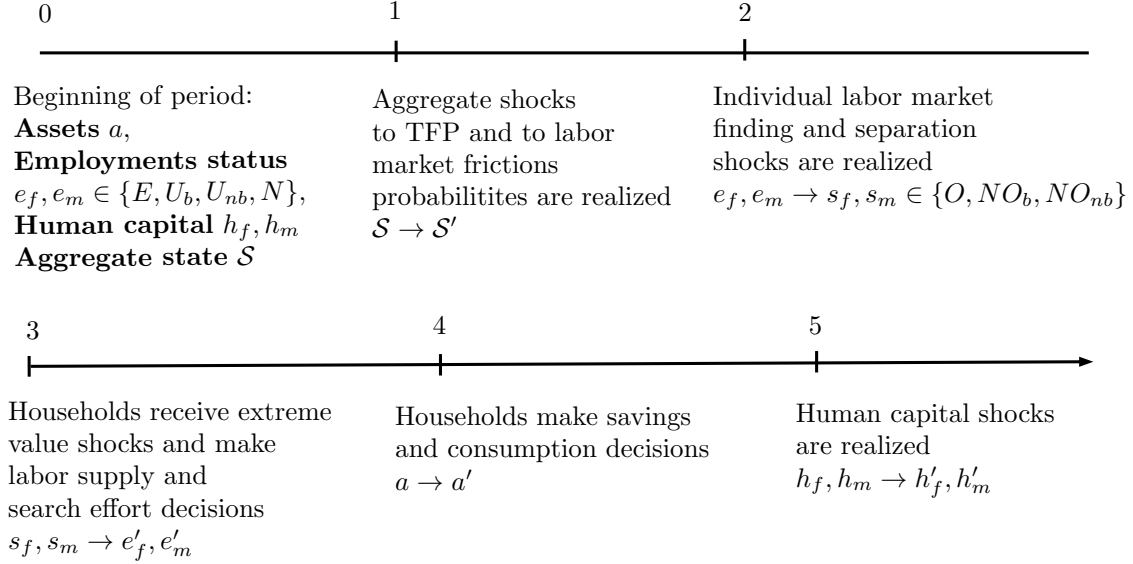 0
1
2
Beginning of period:
Assets a,
Employments status
e_f, e_m ∈ {E, U_b, U_{nb}, N},
Human capital h_f, h_m
Aggregate state 𝒮
Aggregate shocks
to TFP and to labor
market frictions
probabilitites are realized
𝒮 → 𝒮′
Individual labor market
finding and separation
shocks are realized
e_f, e_m → s_f, s_m ∈ {O, NO_b, NO_{nb}}
3
4
5
Households receive extreme
value shocks and make
labor supply and
search effort decisions
s_f, s_m → e′_f, e′_m
Households make savings
and consumption decisions
a → a′
Human capital shocks
are realized
h_f, h_m → h′_f, h′_m